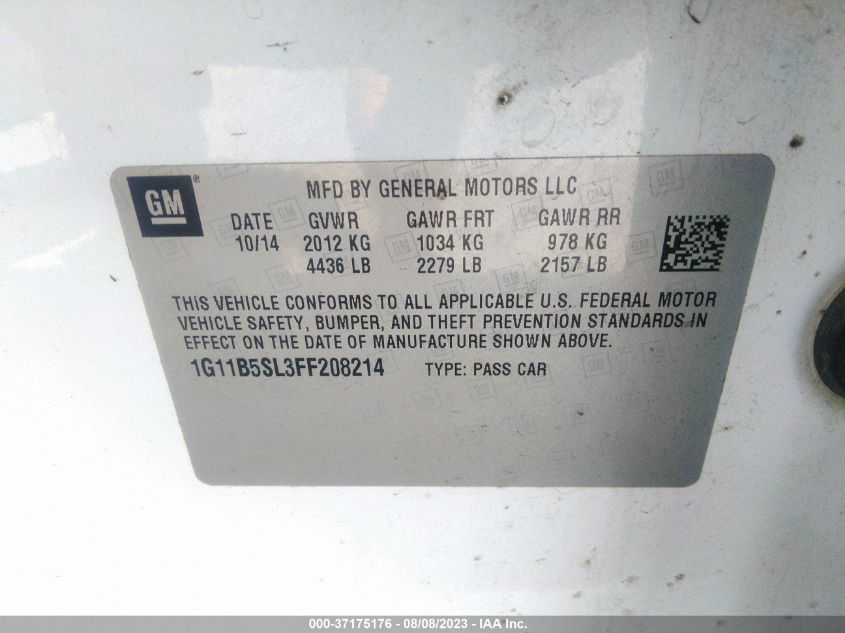 GM ®
MFD BY GENERAL MOTORS LLC
DATE GVWR GAWR FRT GAWR RR
10/14 2012 KG 1034 KG 978 KG
4436 LB 2279 LB 2157 LB
THIS VEHICLE CONFORMS TO ALL APPLICABLE U.S. FEDERAL MOTOR
VEHICLE SAFETY, BUMPER, AND THEFT PREVENTION STANDARDS IN
EFFECT ON THE DATE OF MANUFACTURE SHOWN ABOVE.
1G11B5SL3FF208214 TYPE: PASS CAR
000-37175176 - 08/08/2023 - IAA Inc.